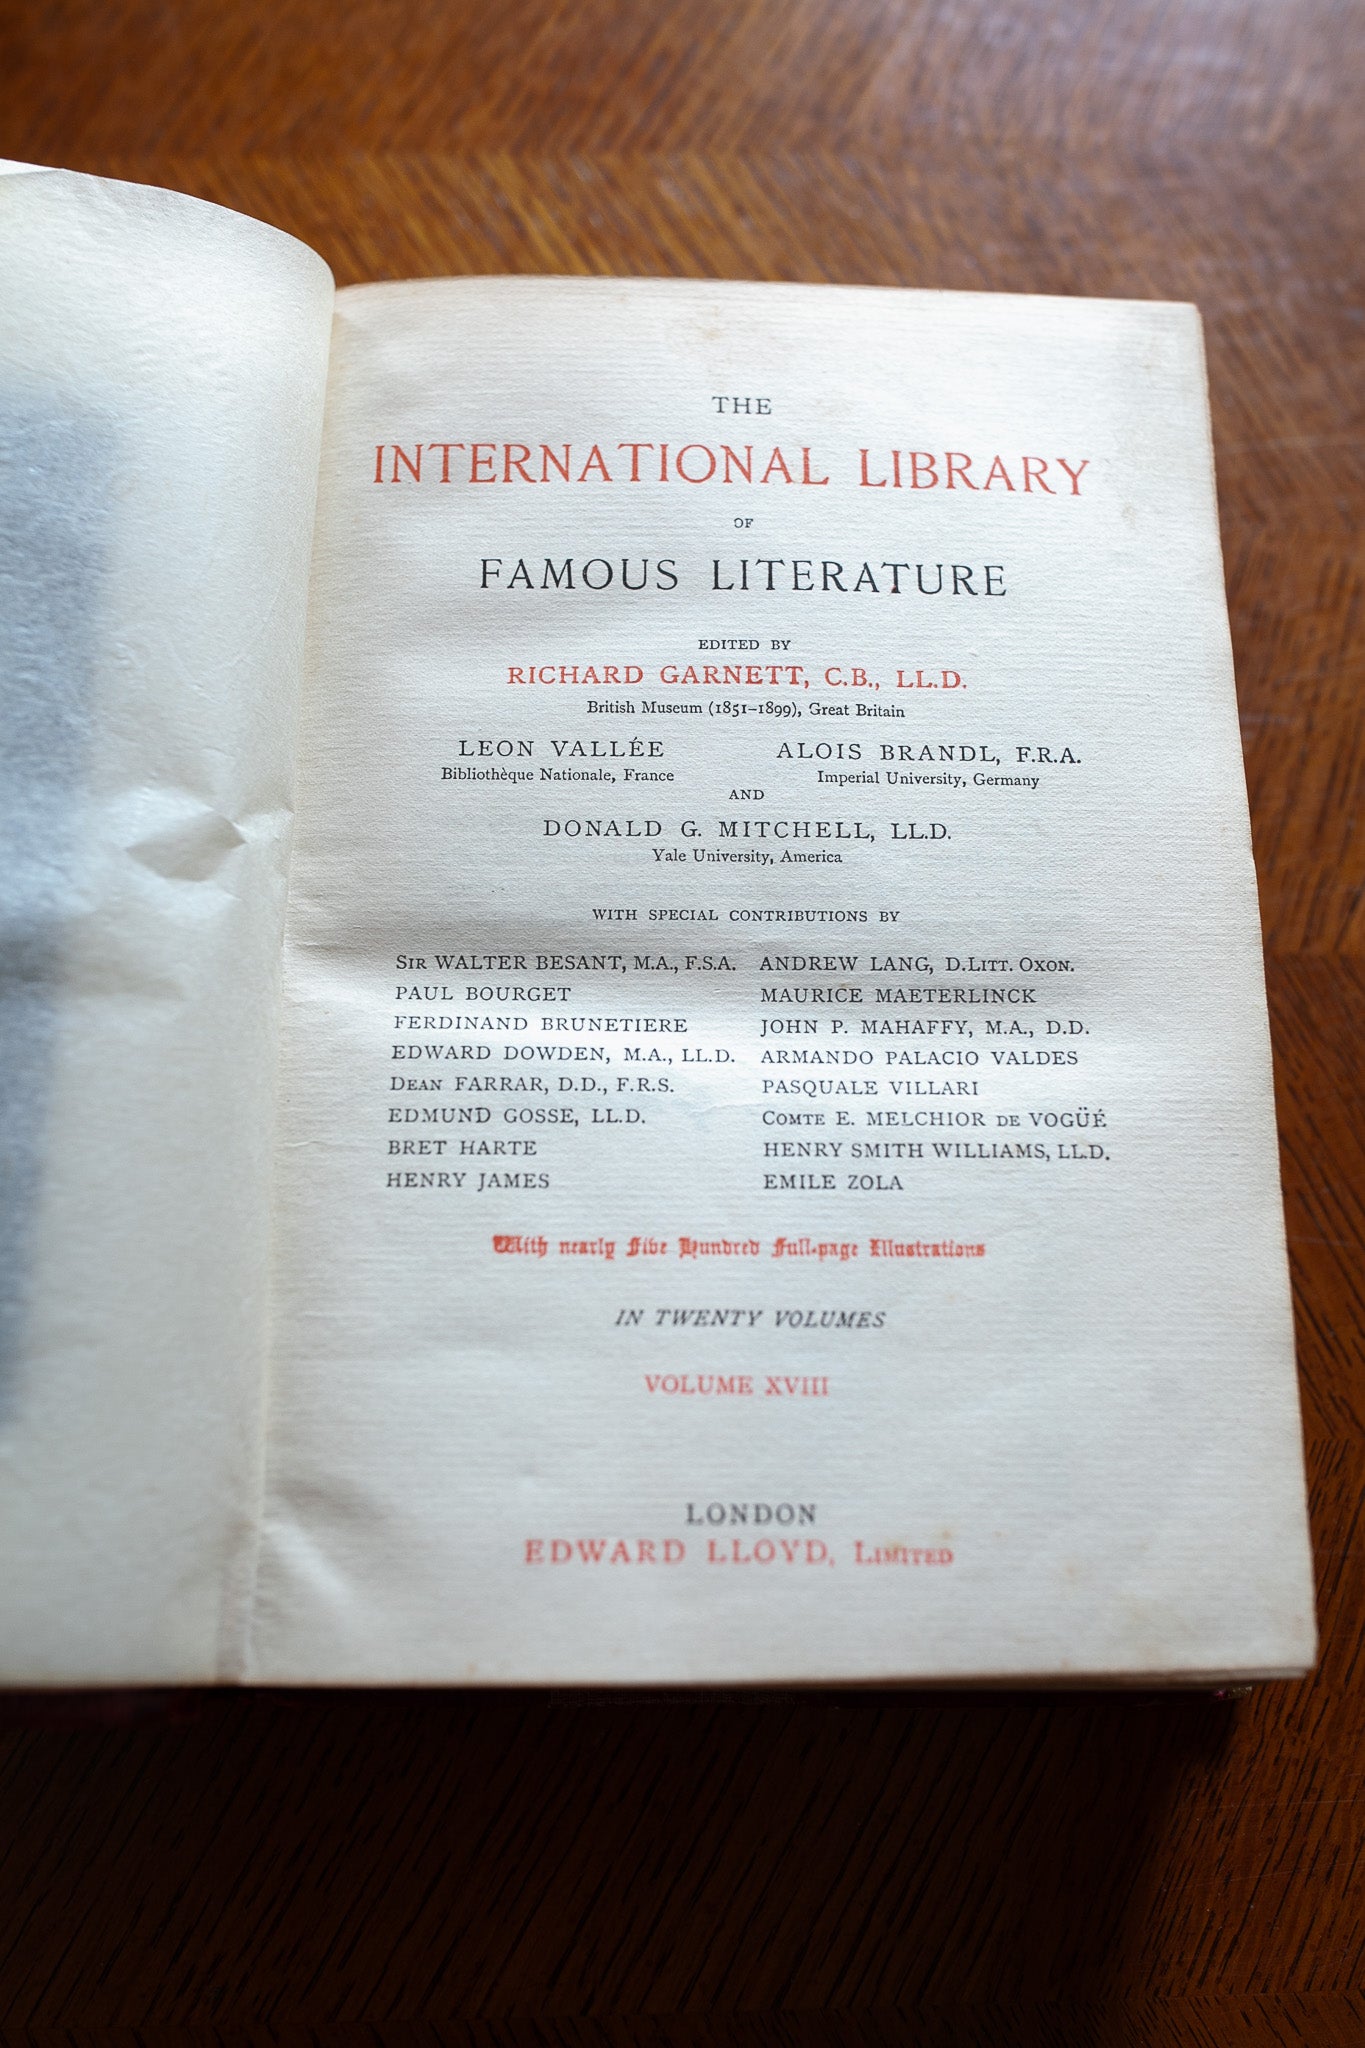 THE
INTERNATIONAL LIBRARY
OF
FAMOUS LITERATURE
EDITED BY
RICHARD GARNETT, C.B., LL.D.
British Museum (1851–1899), Great Britain
LEON VALLÉE ALOIS BRANDL, F.R.A.
Bibliothèque Nationale, France Imperial University, Germany
AND
DONALD G. MITCHELL, LL.D.
Yale University, America
WITH SPECIAL CONTRIBUTIONS BY
SIR WALTER BESANT, M.A., F.S.A. ANDREW LANG, D.LITT. OXON.
PAUL BOURGET MAURICE MAETERLINCK
FERDINAND BRUNETIERE JOHN P. MAHAFFY, M.A., D.D.
EDWARD DOWDEN, M.A., LL.D. ARMANDO PALACIO VALDES
DEAN FARRAR, D.D., F.R.S. PASQUALE VILLARI
EDMUND GOSSE, LL.D. COMTE E. MELCHIOR DE VOGÜÉ
BRET HARTE HENRY SMITH WILLIAMS, LL.D.
HENRY JAMES EMILE ZOLA
With nearly Five Hundred Full-page Illustrations
IN TWENTY VOLUMES
VOLUME XVIII
LONDON
EDWARD LLOYD, LIMITED